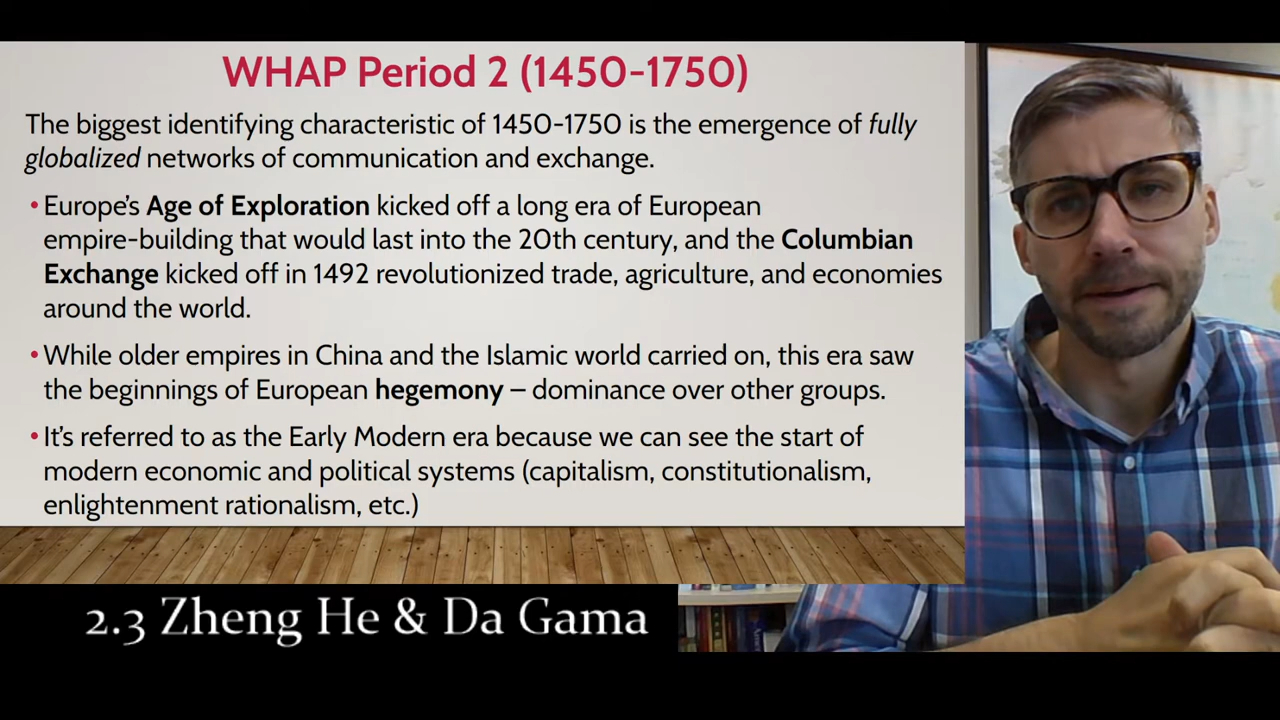 WHAP Period 2 (1450-1750)
The biggest identifying characteristic of 1450-1750 is the emergence of fully
globalized networks of communication and exchange.
• Europe's Age of Exploration kicked off a long era of European
empire-building that would last into the 20th century, and the Columbian
Exchange kicked off in 1492 revolutionized trade, agriculture, and economies
around the world.
• While older empires in China and the Islamic world carried on, this era saw
the beginnings of European hegemony – dominance over other groups.
• It's referred to as the Early Modern era because we can see the start of
modern economic and political systems (capitalism, constitutionalism,
enlightenment rationalism, etc.)
2.3 Zheng He & Da Gama